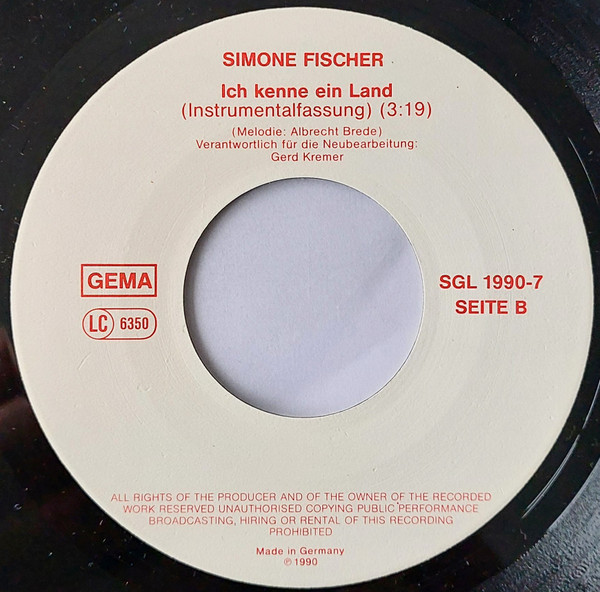 SIMONE FISCHER
Ich kenne ein Land
(Instrumentalfassung) (3:19)
(Melodie: Albrecht Brede)
Verantwortlich für die Neubearbeitung:
Gerd Kremer
GEMA
LC 6350
SGL 1990-7
SEITE B
ALL RIGHTS OF THE PRODUCER AND OF THE OWNER OF THE RECORDED
WORK RESERVED UNAUTHORISED COPYING PUBLIC PERFORMANCE
BROADCASTING, HIRING OR RENTAL OF THIS RECORDING
PROHIBITED
Made in Germany
℗ 1990